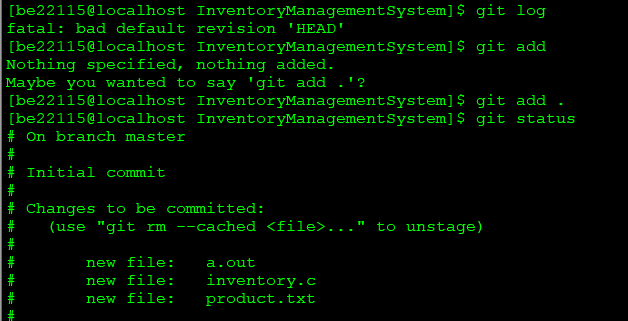 [be22115@localhost InventoryManagementSystem]$ git log
fatal: bad default revision 'HEAD'
[be22115@localhost InventoryManagementSystem]$ git add
Nothing specified, nothing added.
Maybe you wanted to say 'git add .'?
[be22115@localhost InventoryManagementSystem]$ git add .
[be22115@localhost InventoryManagementSystem]$ git status
# On branch master
#
# Initial commit
#
# Changes to be committed:
#   (use "git rm --cached <file>..." to unstage)
#
#       new file:   a.out
#       new file:   inventory.c
#       new file:   product.txt
#